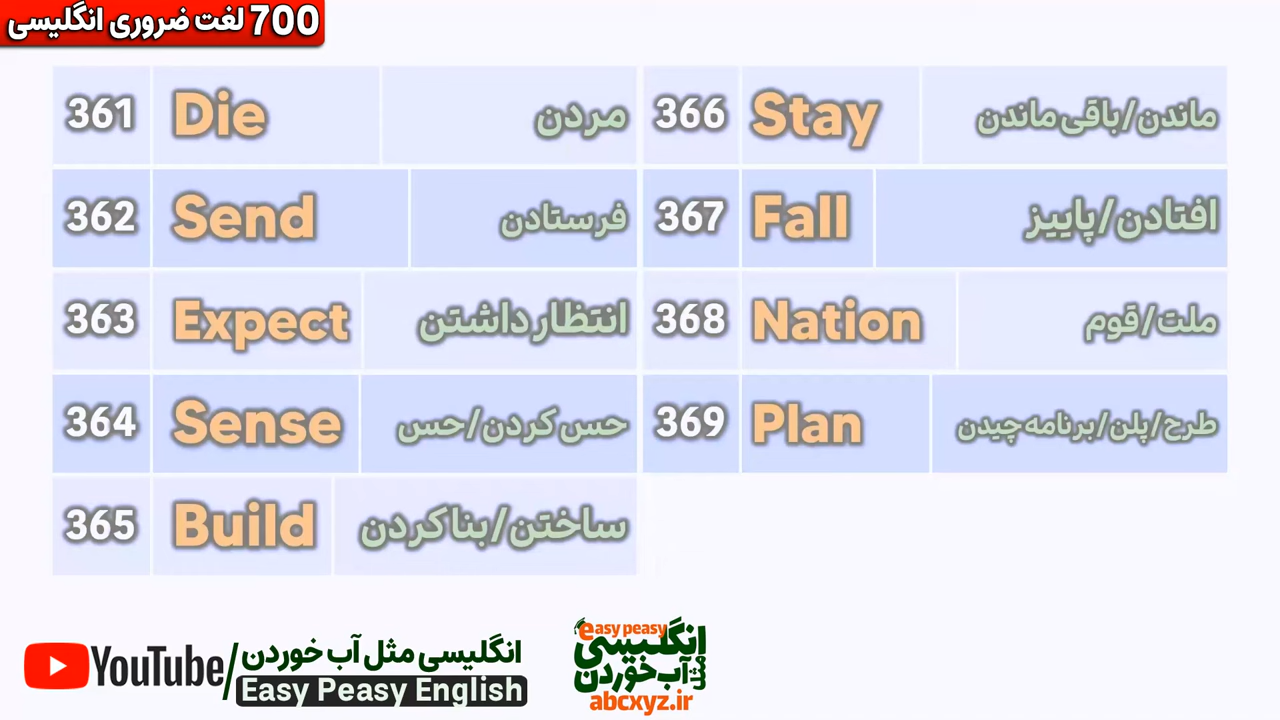 700 لغت ضروری انگلیسی
361 Die مردن
362 Send فرستادن
363 Expect انتظار داشتن
364 Sense حس کردن/حس
365 Build ساختن/بنا کردن
366 Stay ماندن/باقی ماندن
367 Fall افتادن/پاییز
368 Nation ملت/قوم
369 Plan طرح/پلن/برنامه چیدن
YouTube/انگلیسی مثل آب خوردن
Easy Peasy English
easy peasy
انگلیسی
مثل آب خوردن
abcxyz.ir